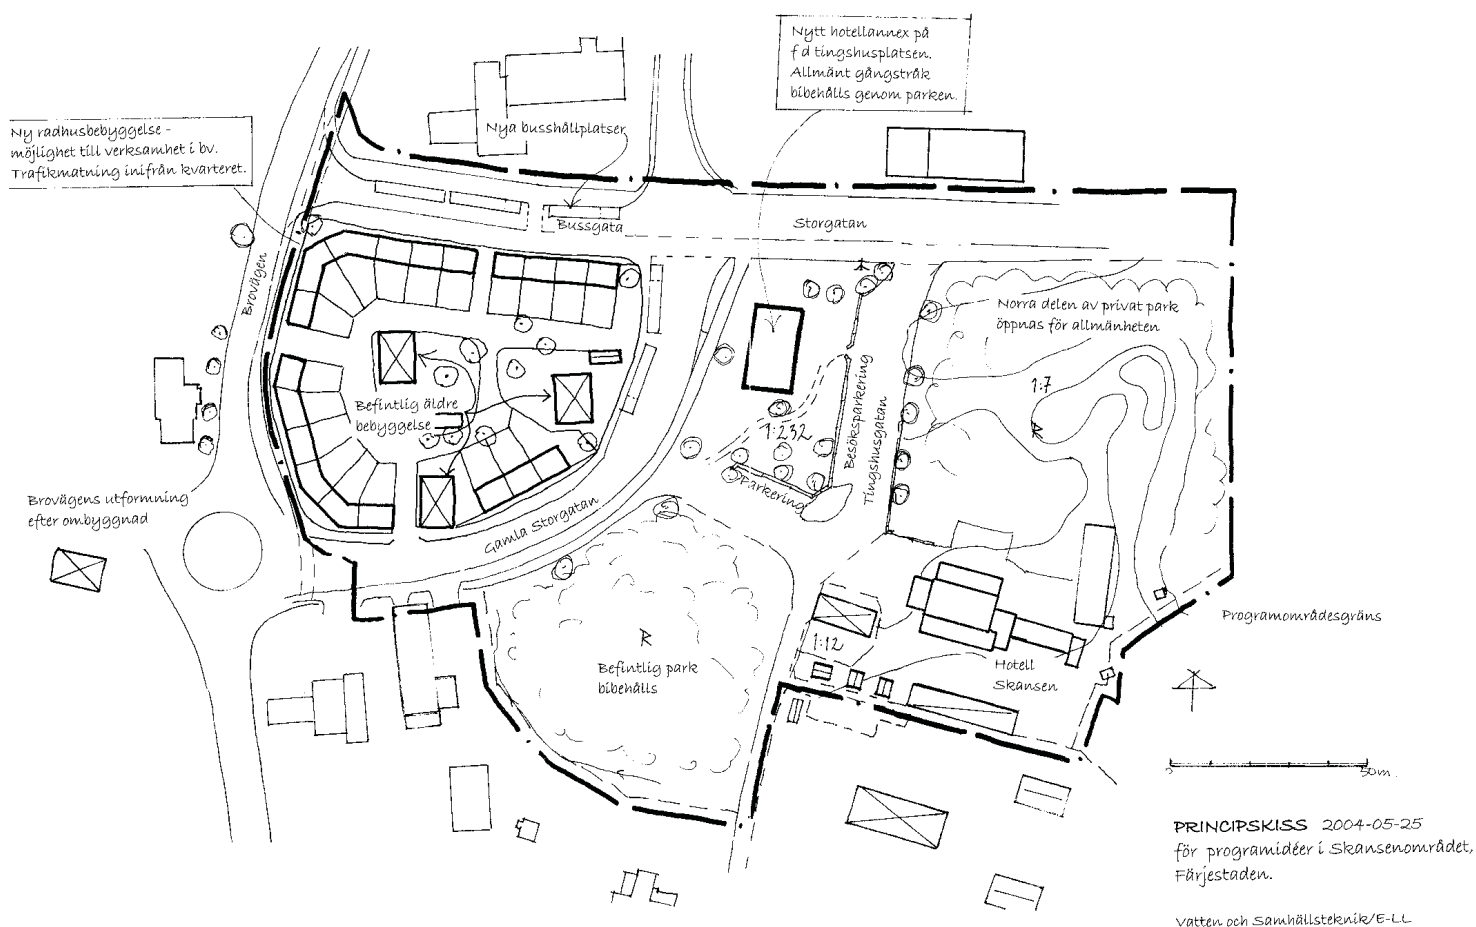 Nytt hotellannex på
f d tingshusplatsen.
Allmänt gångstråk
bibehålls genom parken.
Ny radhusbebyggelse -
möjlighet till verksamhet i bv.
Trafikmatning inifrån kvarteret.
Nya busshållplatser
Bussgata
Storgatan
Brovägen
Norra delen av privat park
öppnas för allmänheten
1:7
Befintlig äldre
bebyggelse
1:232
Besöksparkering
Tingshusgatan
Parkering
Brovägens utformning
efter ombyggnad
Gamla Storgatan
Programområdesgräns
1:12
Befintlig park
bibehålls
Hotell
Skansen
0 50 m.
PRINCIPSKISS 2004-05-25
för programidéer i Skansenområdet,
Färjestaden.
Vatten och Samhällsteknik/E-LL